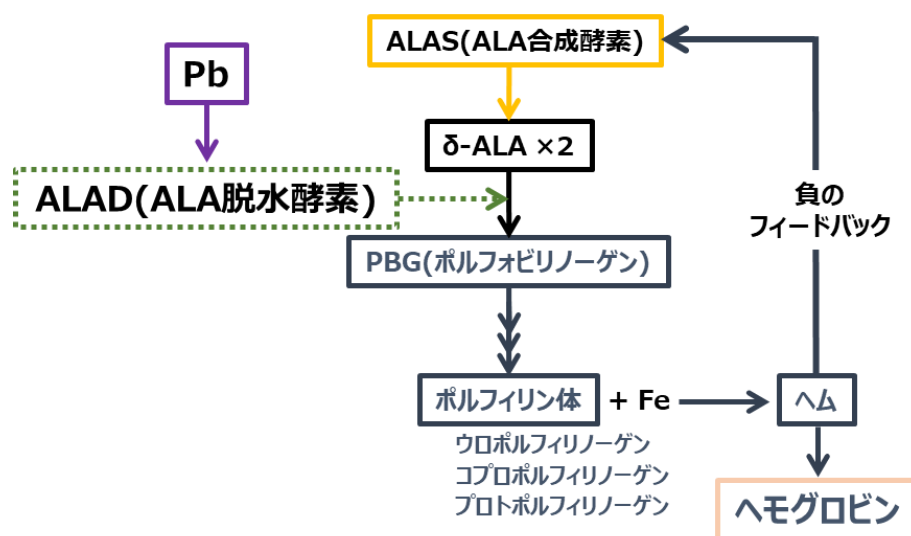 ALAS(ALA合成酵素)
Pb
δ-ALA ×2
ALAD(ALA脱水酵素)
負の
フィードバック
PBG(ポルフォビリノーゲン)
ポルフィリン体 + Fe
ヘム
ウロポルフィリノーゲン
コプロポルフィリノーゲン
プロトポルフィリノーゲン
ヘモグロビン